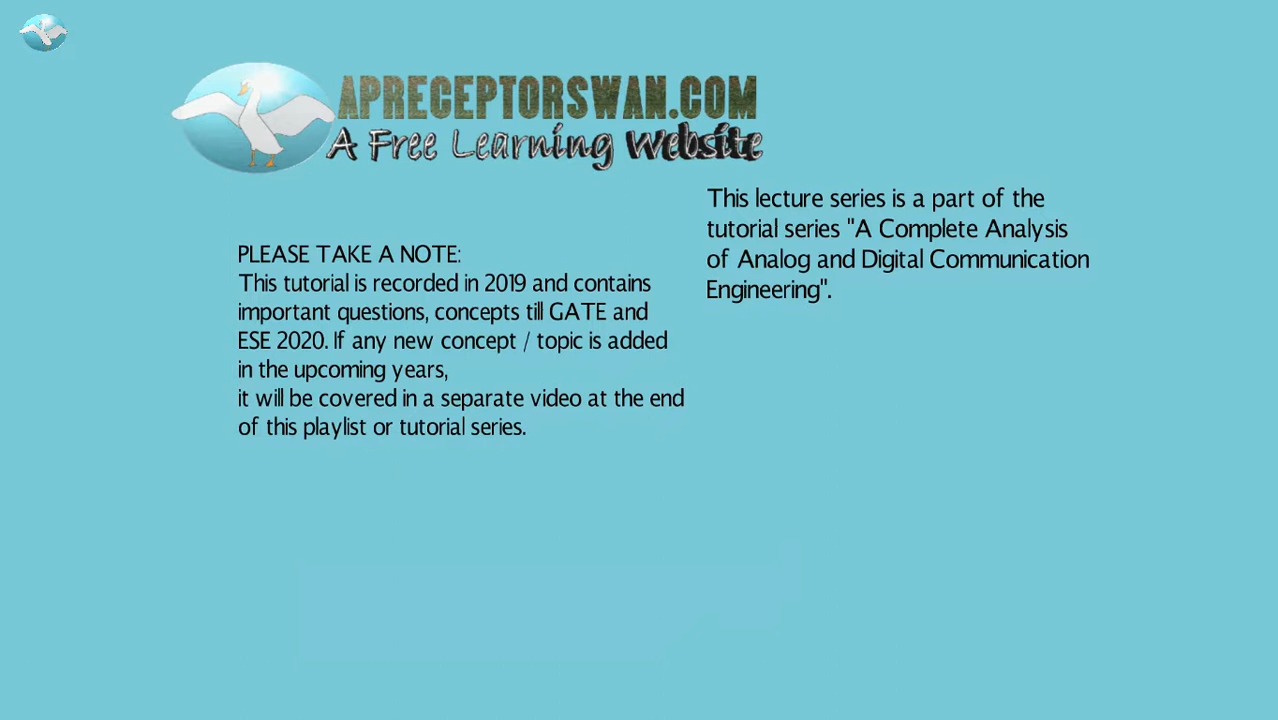 APRECEPTORSWAN.COM
A Free Learning Website
This lecture series is a part of the
tutorial series "A Complete Analysis
of Analog and Digital Communication
Engineering".
PLEASE TAKE A NOTE:
This tutorial is recorded in 2019 and contains
important questions, concepts till GATE and
ESE 2020. If any new concept / topic is added
in the upcoming years,
it will be covered in a separate video at the end
of this playlist or tutorial series.